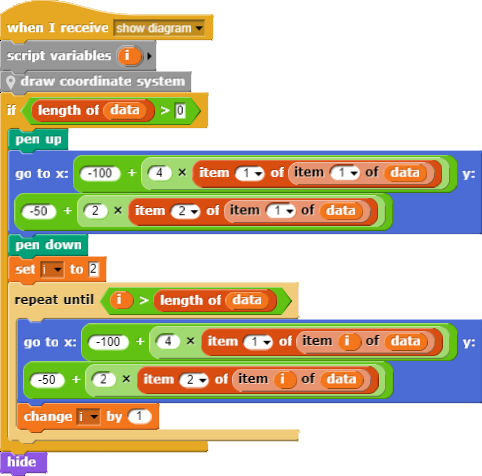 when I receive show diagram
script variables i
draw coordinate system
if length of data > 0
pen up
go to x: -100 + 4 × item 1 of item 1 of data y:
-50 + 2 × item 2 of item 1 of data
pen down
set i to 2
repeat until i > length of data
go to x: -100 + 4 × item 1 of item i of data y:
-50 + 2 × item 2 of item i of data
change i by 1
hide